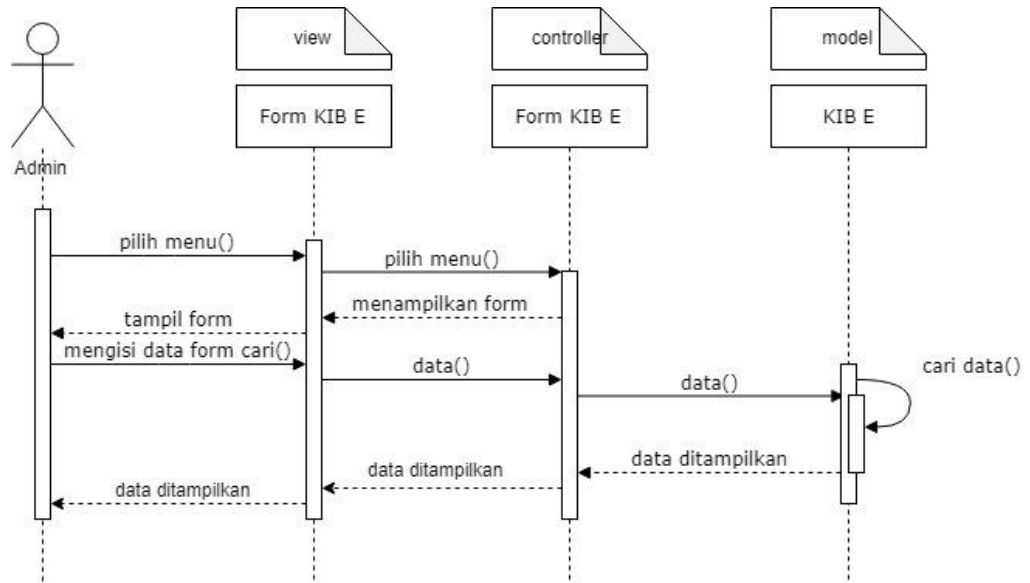 view
controller
model
Form KIB E
Form KIB E
KIB E
Admin
pilih menu()
pilih menu()
menampilkan form
tampil form
mengisi data form cari()
data()
cari data()
data()
data ditampilkan
data ditampilkan
data ditampilkan